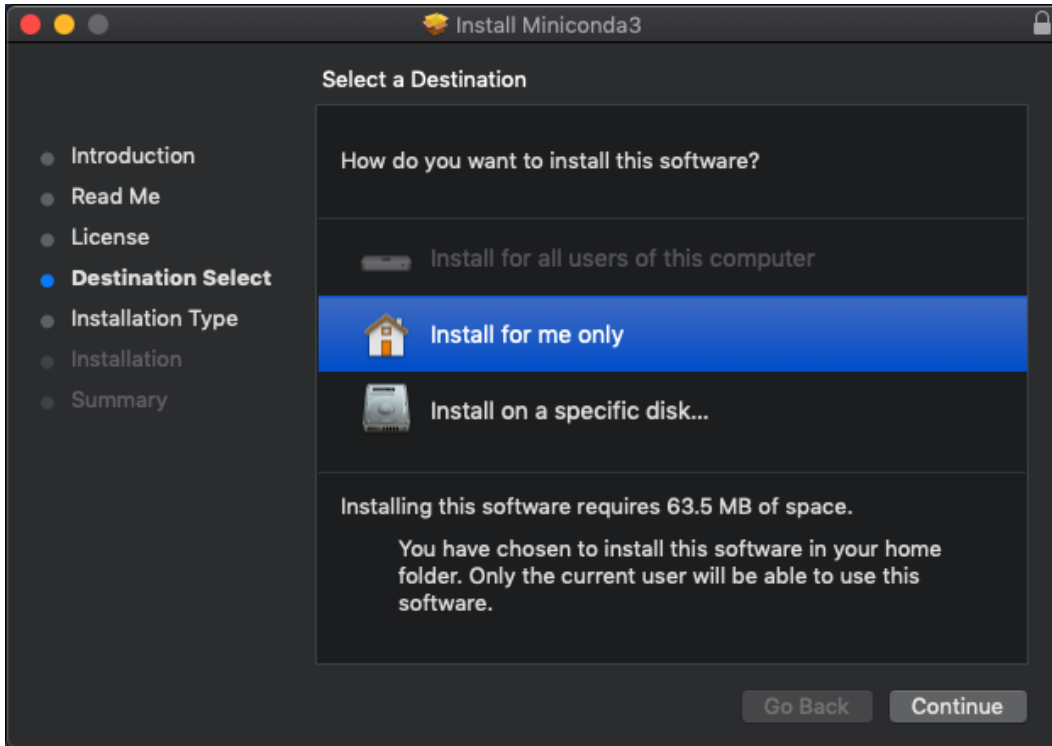 Install Miniconda3
Select a Destination
Introduction
Read Me
License
Destination Select
Installation Type
Installation
Summary
How do you want to install this software?
Install for all users of this computer
Install for me only
Install on a specific disk...
Installing this software requires 63.5 MB of space.
You have chosen to install this software in your home
folder. Only the current user will be able to use this
software.
Go Back
Continue